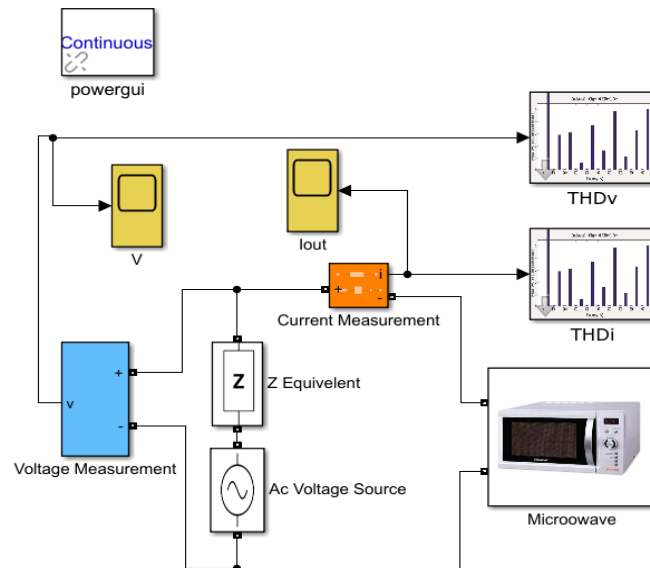 Continuous
powergui
THDv
V
Iout
i
+
-
THDi
Current Measurement
+
Z
Z Equivelent
v
-
Voltage Measurement
Ac Voltage Source
Microowave